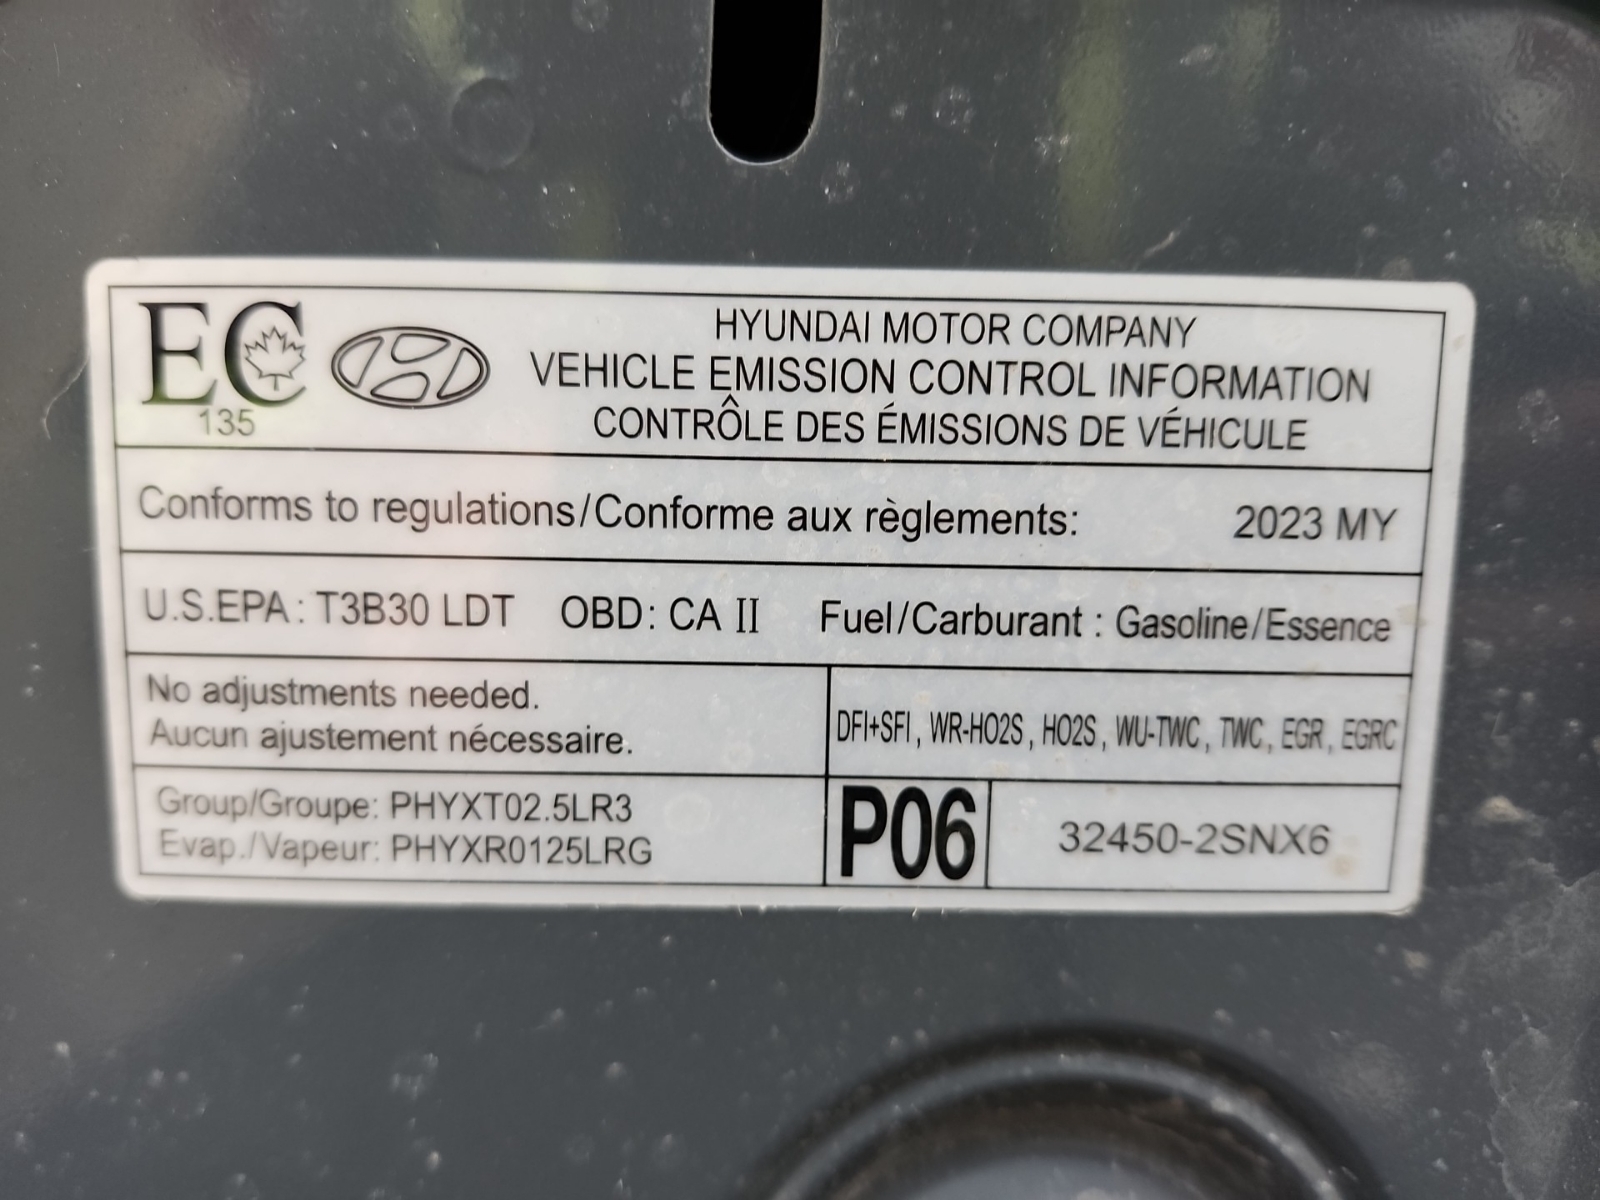 EC
135
HYUNDAI MOTOR COMPANY
VEHICLE EMISSION CONTROL INFORMATION
CONTRÔLE DES ÉMISSIONS DE VÉHICULE
Conforms to regulations/Conforme aux règlements: 2023 MY
U.S.EPA: T3B30 LDT OBD: CA II Fuel/Carburant : Gasoline/Essence
No adjustments needed.
Aucun ajustement nécessaire.
DFI+SFI, WR-HO2S, HO2S, WU-TWC, TWC, EGR, EGRC
Group/Groupe: PHYXT02.5LR3
Evap./Vapeur: PHYXR0125LRG
P06
32450-2SNX6